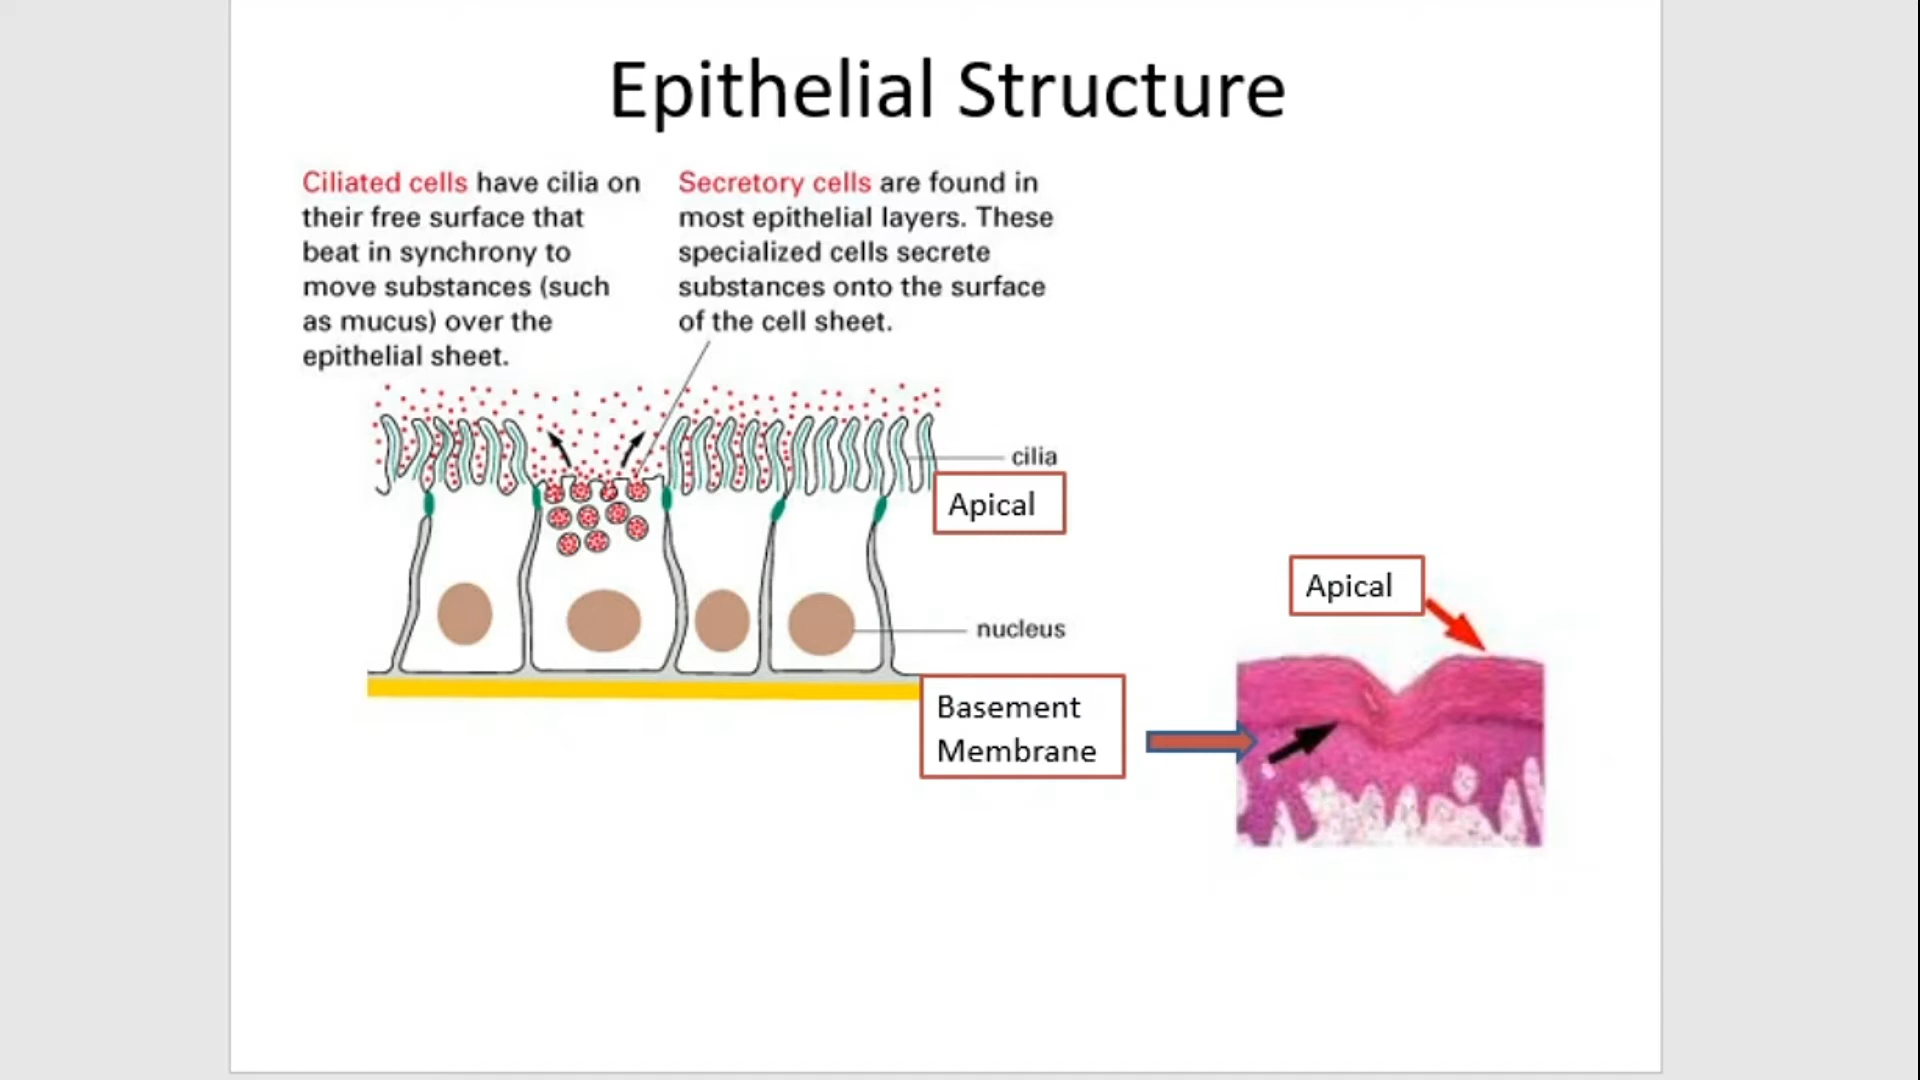 Epithelial Structure
Ciliated cells have cilia on
their free surface that
beat in synchrony to
move substances (such
as mucus) over the
epithelial sheet.
Secretory cells are found in
most epithelial layers. These
specialized cells secrete
substances onto the surface
of the cell sheet.
cilia
Apical
nucleus
Basement
Membrane
Apical